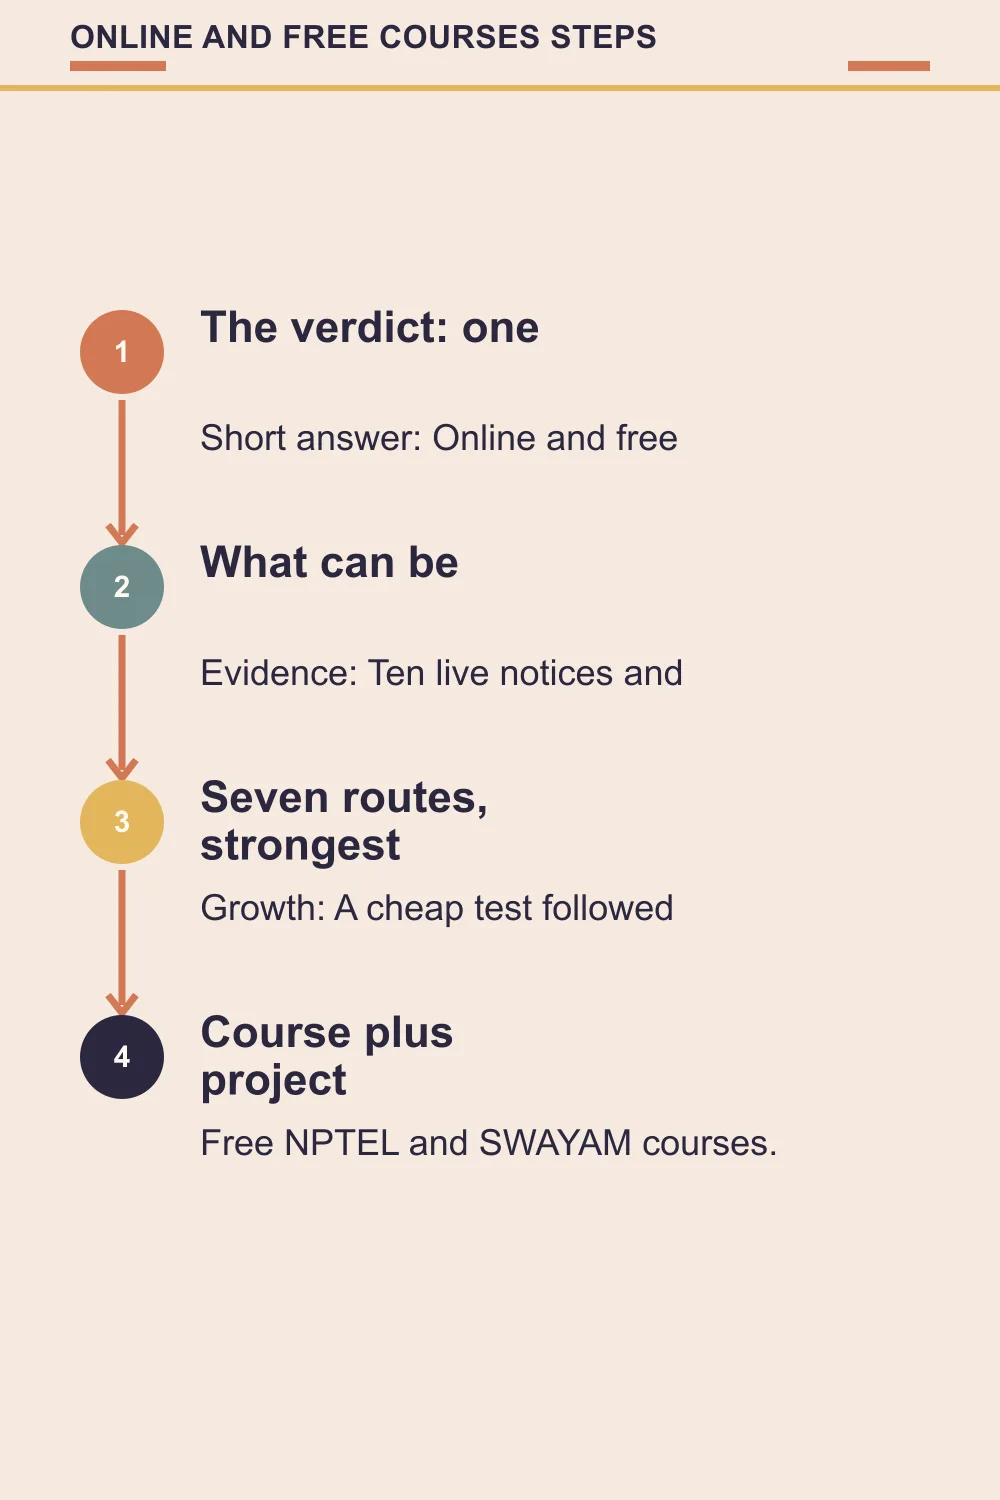 ONLINE AND FREE COURSES STEPS
1
The verdict: one
Short answer: Online and free
2
What can be
Evidence: Ten live notices and
3
Seven routes,
strongest
Growth: A cheap test followed
4
Course plus
project
Free NPTEL and SWAYAM courses.